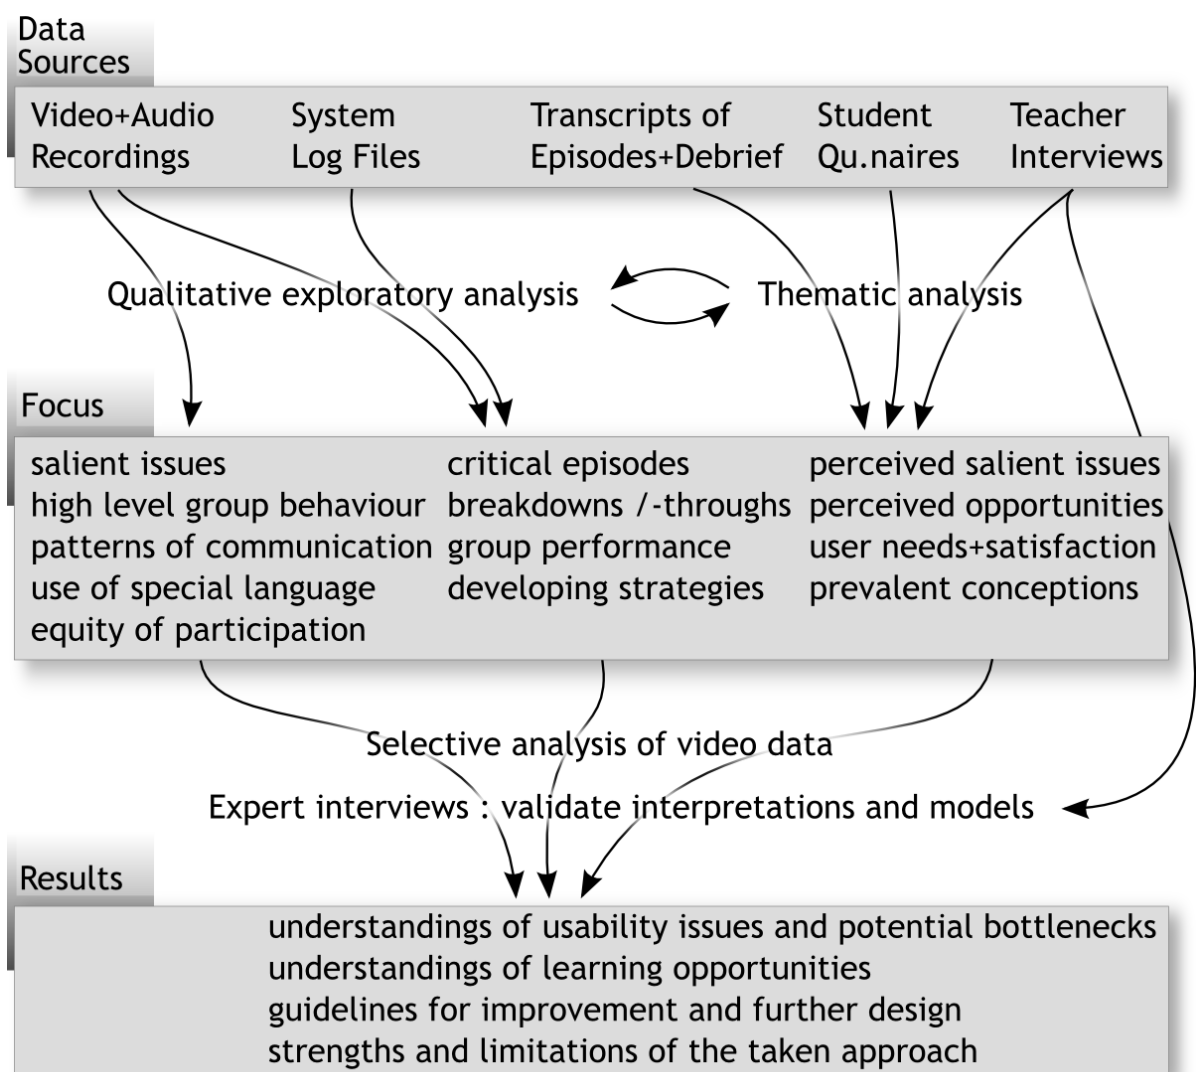 Data
Sources
Video+Audio
Recordings
System
Log Files
Transcripts of
Episodes+Debrief
Student
Qu.naires
Teacher
Interviews
Qualitative exploratory analysis
Thematic analysis
Focus
salient issues
high level group behaviour
patterns of communication
use of special language
equity of participation
critical episodes
breakdowns /-throughs
group performance
developing strategies
perceived salient issues
perceived opportunities
user needs+satisfaction
prevalent conceptions
Selective analysis of video data
Expert interviews : validate interpretations and models
Results
understandings of usability issues and potential bottlenecks
understandings of learning opportunities
guidelines for improvement and further design
strengths and limitations of the taken approach